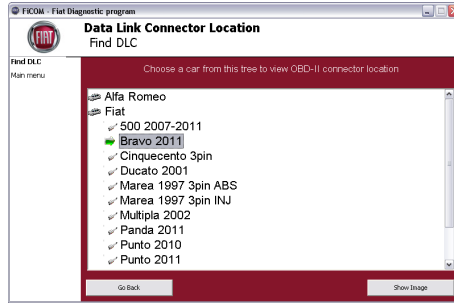 FiCOM - Fiat Diagnostic program
FIAT
Data Link Connector Location
Find DLC
Find DLC
Main menu
Choose a car from this tree to view OBD-II connector location
Alfa Romeo
Fiat
500 2007-2011
Bravo 2011
Cinquecento 3pin
Ducato 2001
Marea 1997 3pin ABS
Marea 1997 3pin INJ
Multipla 2002
Panda 2011
Punto 2010
Punto 2011
Go Back
Show Image